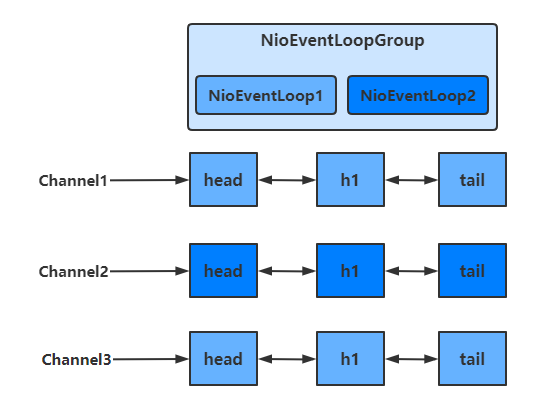 NioEventLoopGroup
NioEventLoop1 NioEventLoop2
Channel1 head h1 tail
Channel2 head h1 tail
Channel3 head h1 tail